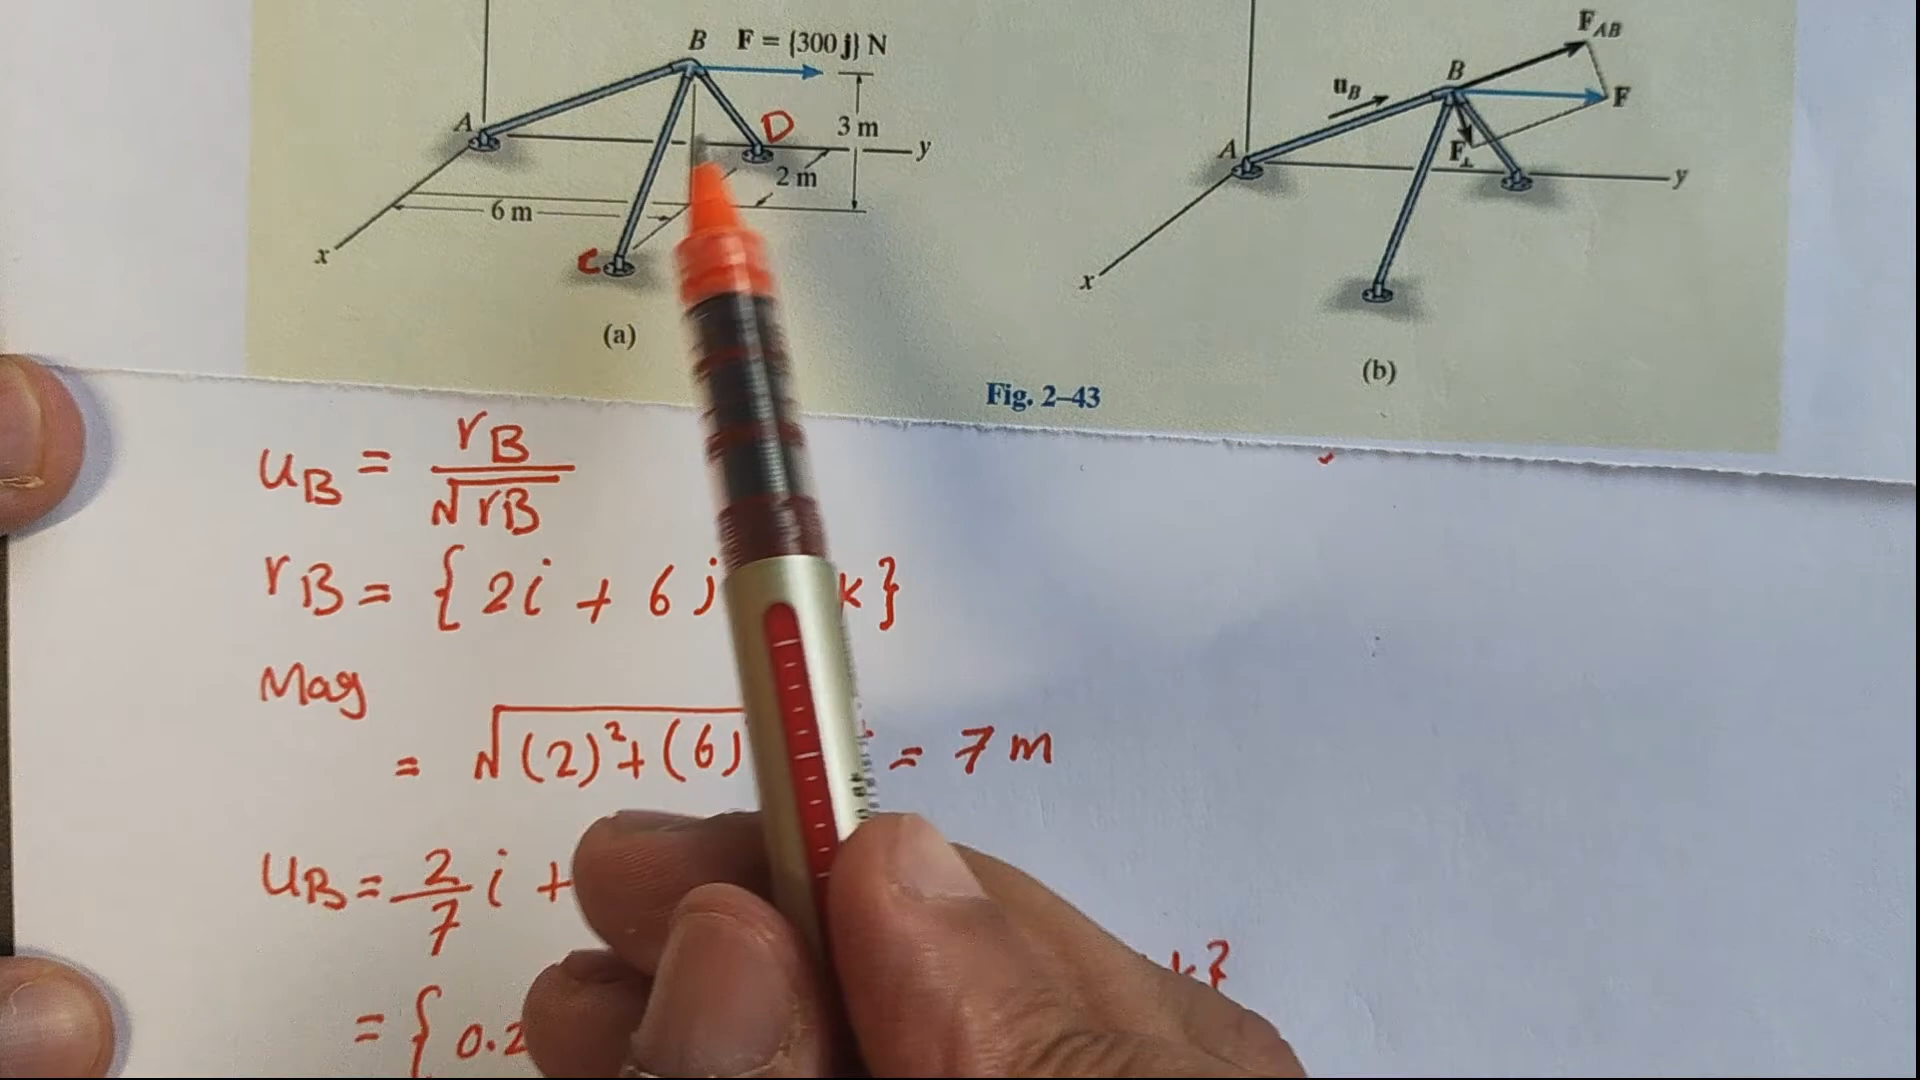 B F = {300 j} N
A D 3 m
y
2 m
6 m
x C
(a)
F_AB
B
u_B F
A F⊥
y
x
(b)
Fig. 2–43
u_B = r_B / √r_B
r_B = { 2i + 6j k}
Mag
= √(2)² + (6) = 7 m
u_B = 2/7 i +
k}
= { 0.2